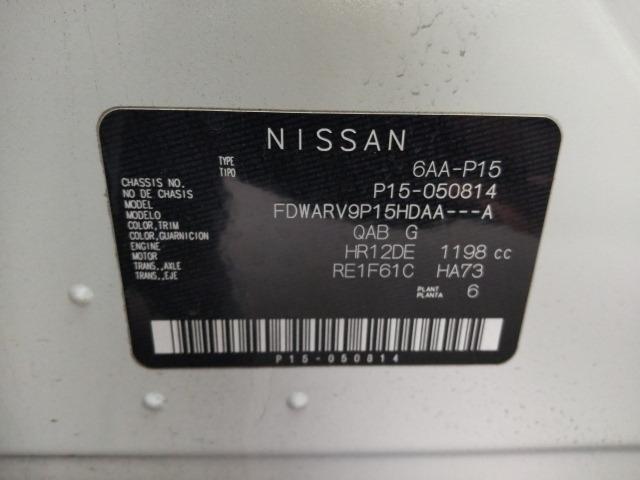 NISSAN
TYPE
TIPO 6AA-P15
CHASSIS NO.
NO DE CHASIS P15-050814
MODEL
MODELO FDWARV9P15HDAA---A
COLOR,TRIM
COLOR,GUARNICION QAB G
ENGINE
MOTOR HR12DE 1198 cc
TRANS.,AXLE
TRANS.,EJE RE1F61C HA73
PLANT
PLANTA 6
P15-050814